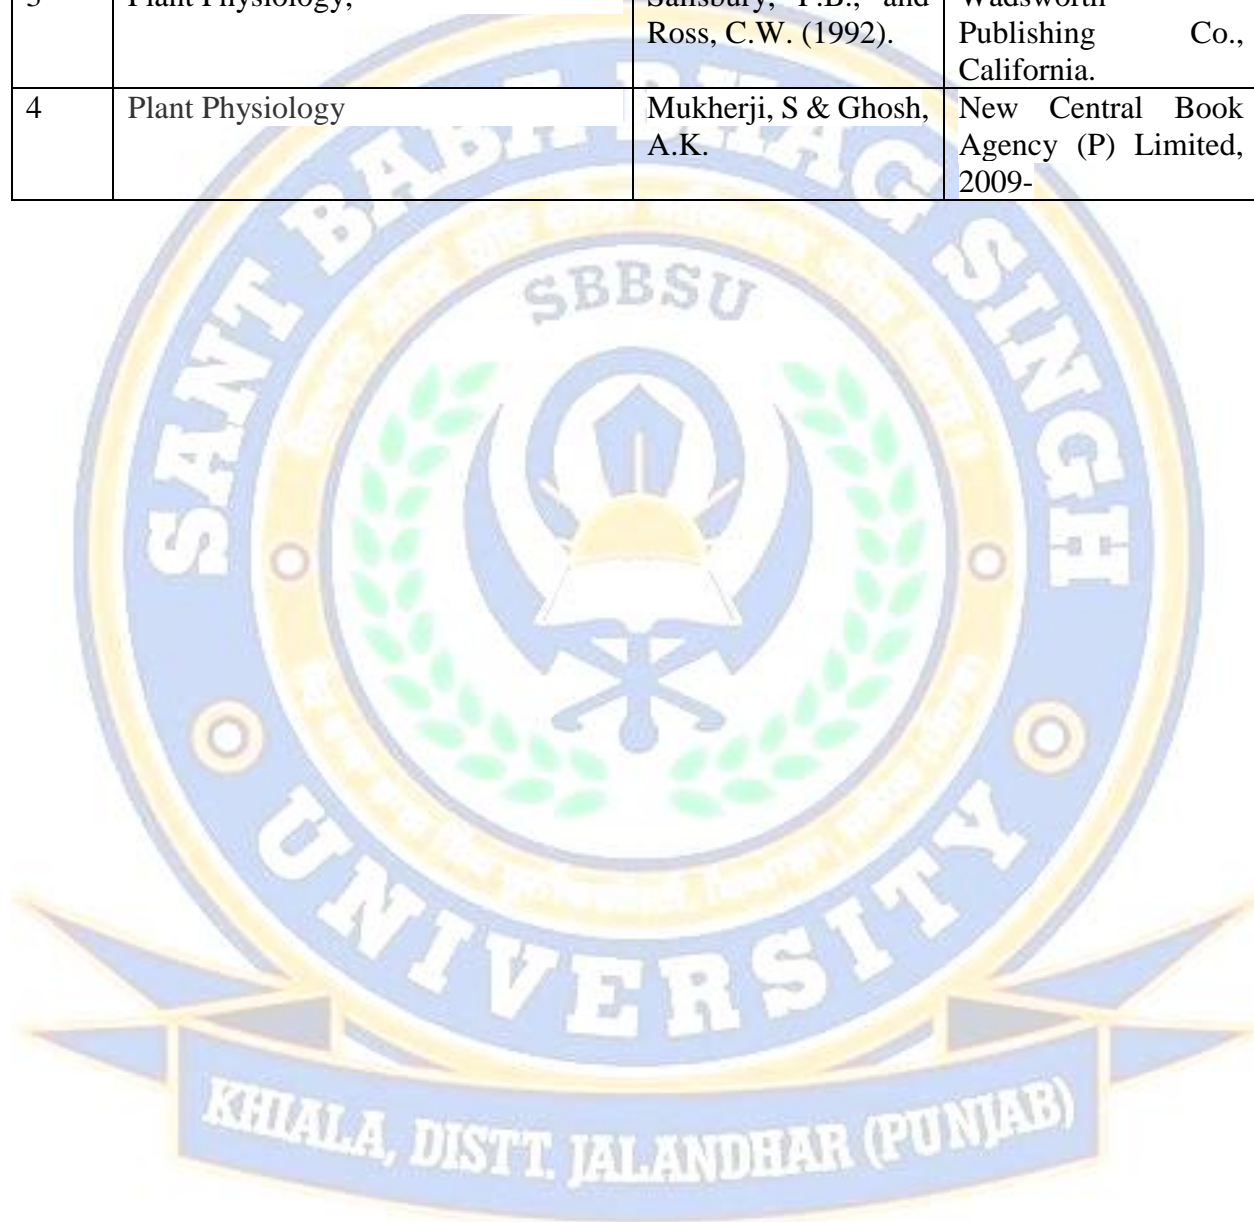 Plant Physiology,
Salisbury, F.B., and
Ross, C.W. (1992).
Wadsworth
Publishing Co.,
California.
4
Plant Physiology
Mukherji, S & Ghosh,
A.K.
New Central Book
Agency (P) Limited,
2009-
SANT BABA BHAG SINGH
SBBSU
UNIVERSITY
KHIALA, DISTT. JALANDHAR (PUNJAB)